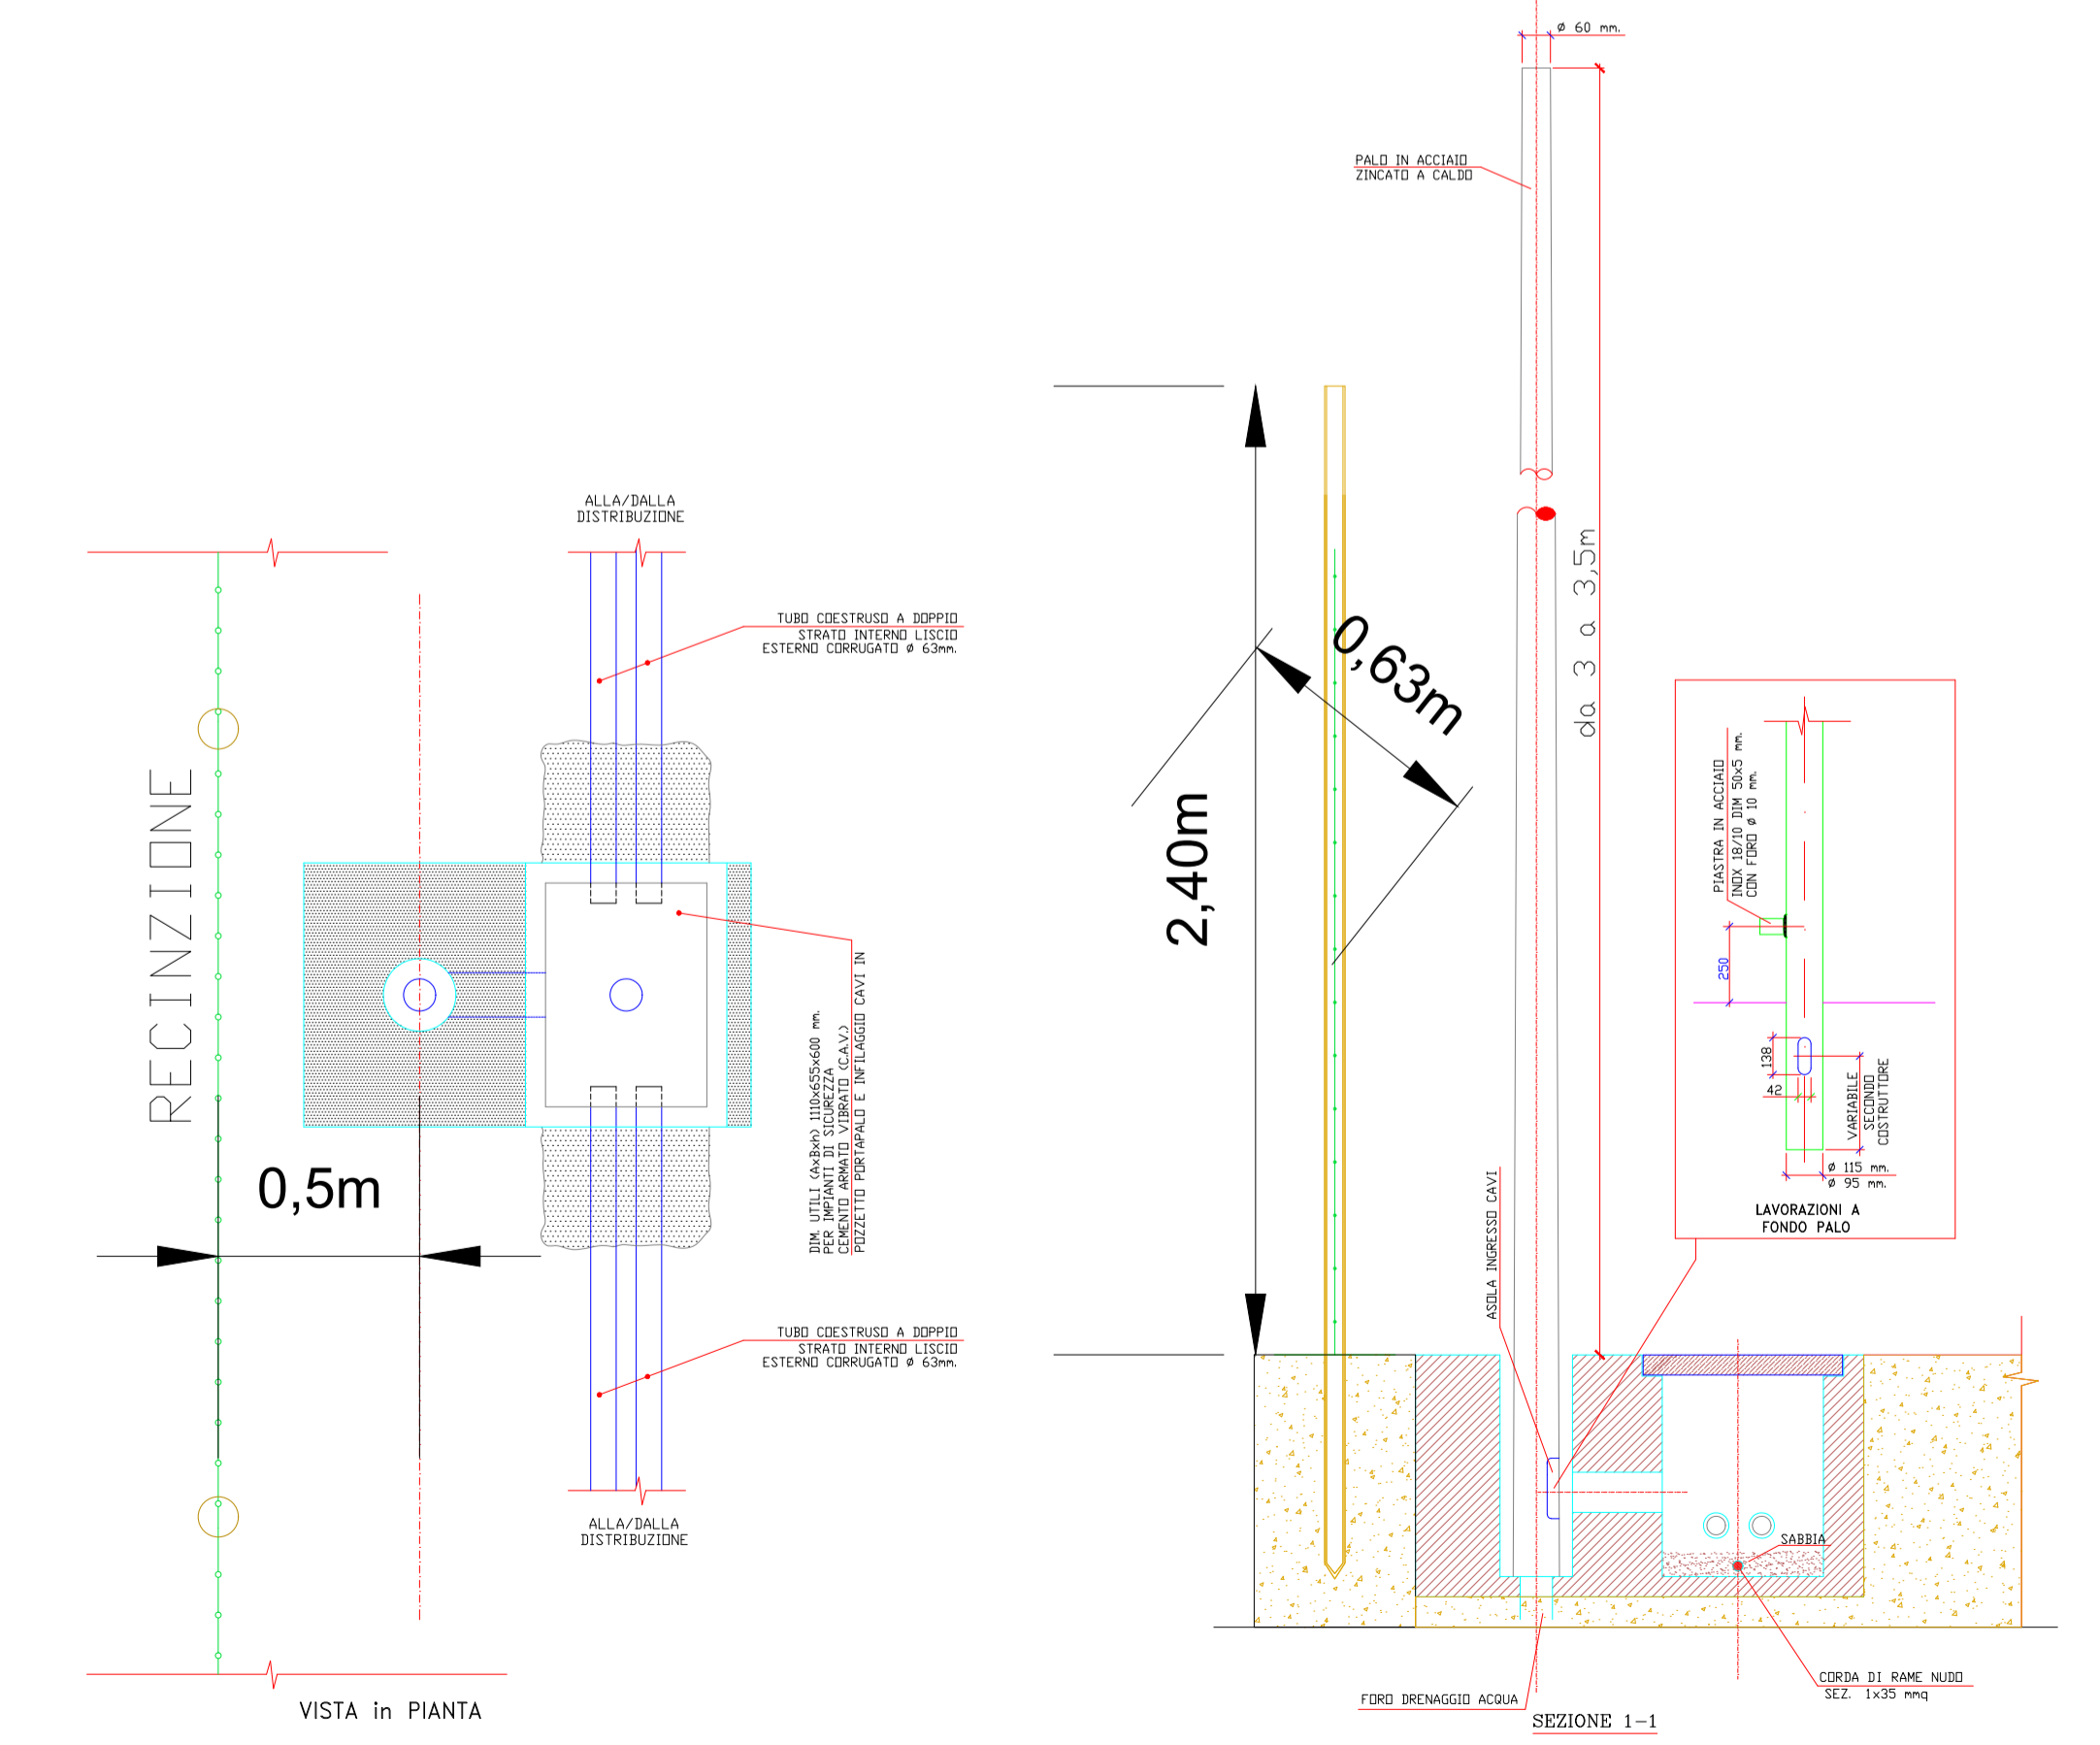 ALLA/DALLA
DISTRIBUZIONE
TUBO COESTRUSO A DOPPIO
STRATO INTERNO LISCIO
ESTERNO CORRUGATO Ø 63mm.
RECINZIONE
0,5m
DIM. UTILI (AxBxh) 1110x655x600 mm.
PER IMPIANTI DI SICUREZZA
CEMENTO ARMATO VIBRATO (C.A.V.)
POZZETTO PORTAPALO E INFILAGGIO CAVI IN
TUBO COESTRUSO A DOPPIO
STRATO INTERNO LISCIO
ESTERNO CORRUGATO Ø 63mm.
ALLA/DALLA
DISTRIBUZIONE
VISTA in PIANTA
Ø 60 mm.
PALO IN ACCIAIO
ZINCATO A CALDO
da 3 a 3,5m
0,63m
2,40m
PIASTRA IN ACCIAIO
INOX 18/10 DIM 50x5 mm.
CON FORO Ø 10 mm.
250
138
42
VARIABILE
SECONDO
COSTRUTTORE
Ø 115 mm.
Ø 95 mm.
LAVORAZIONI A
FONDO PALO
ASOLA INGRESSO CAVI
SABBIA
CORDA DI RAME NUDO
SEZ. 1x35 mmq
FORO DRENAGGIO ACQUA
SEZIONE 1-1